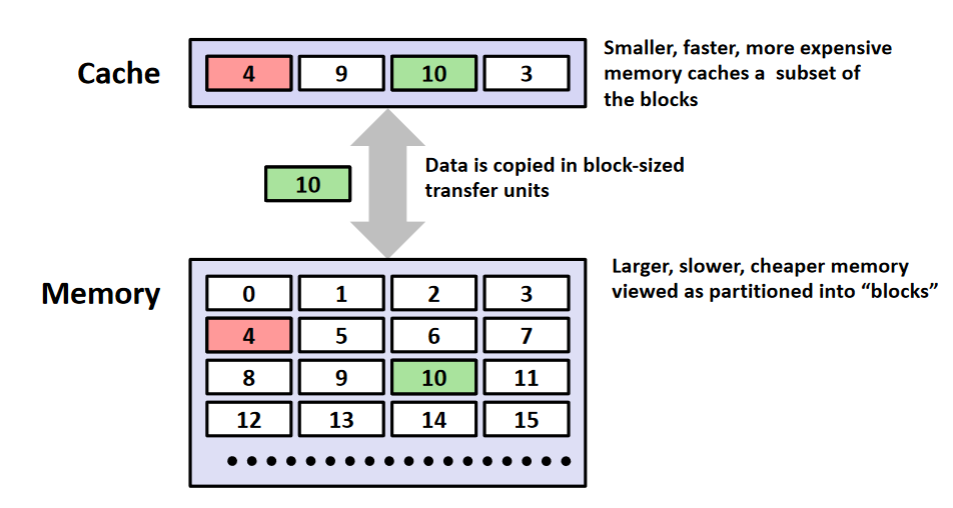 Cache
4 9 10 3
Smaller, faster, more expensive
memory caches a subset of
the blocks
10
Data is copied in block-sized
transfer units
Memory
0 1 2 3
4 5 6 7
8 9 10 11
12 13 14 15
Larger, slower, cheaper memory
viewed as partitioned into “blocks”